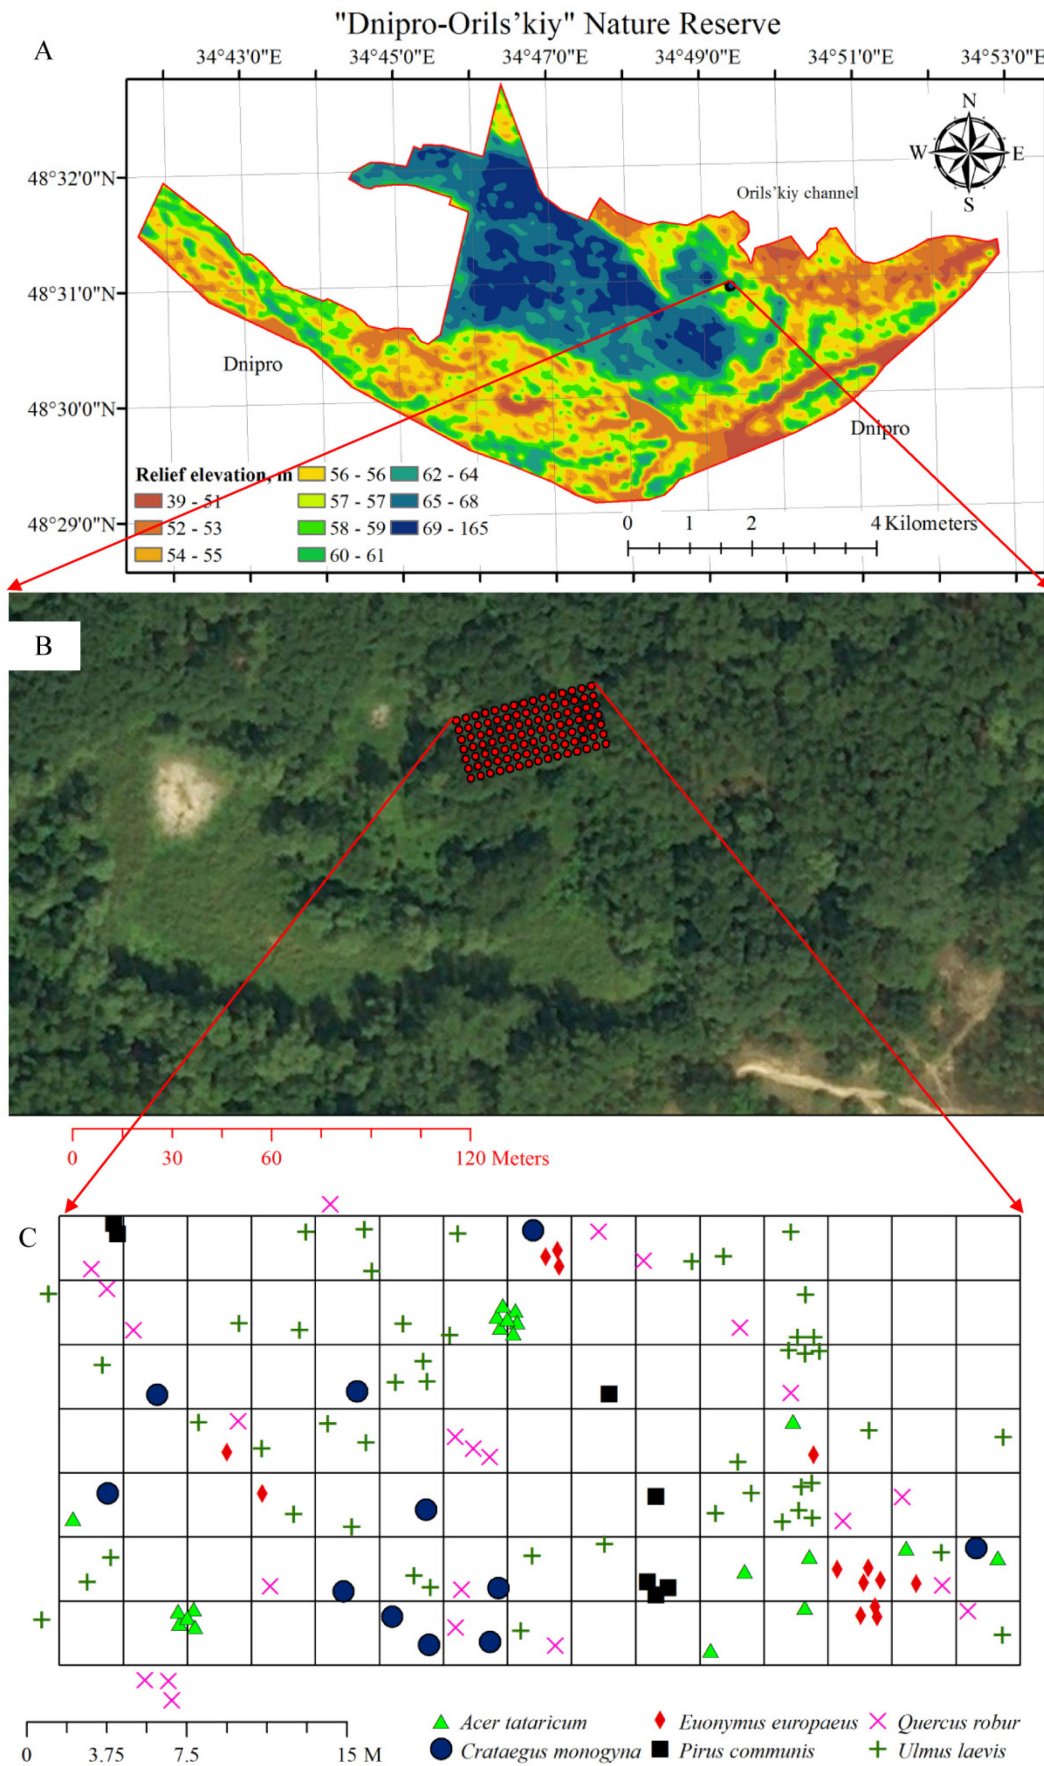 "Dnipro-Orils'kiy" Nature Reserve
A
34°43'0"E 34°45'0"E 34°47'0"E 34°49'0"E 34°51'0"E 34°53'0"E
N
W E
S
48°32'0"N
Orils'kiy channel
48°31'0"N
Dnipro
48°30'0"N
Dnipro
Relief elevation, m
39 - 51
52 - 53
54 - 55
56 - 56
57 - 57
58 - 59
60 - 61
62 - 64
65 - 68
69 - 165
48°29'0"N
0 1 2 4 Kilometers
B
0 30 60 120 Meters
C
0 3.75 7.5 15 M
Acer tataricum Euonymus europaeus Quercus robur
Crataegus monogyna Pirus communis Ulmus laevis